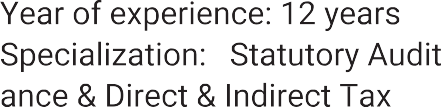 Year of experience: 12 years
Specialization: Statutory Audit
ance & Direct & Indirect Tax